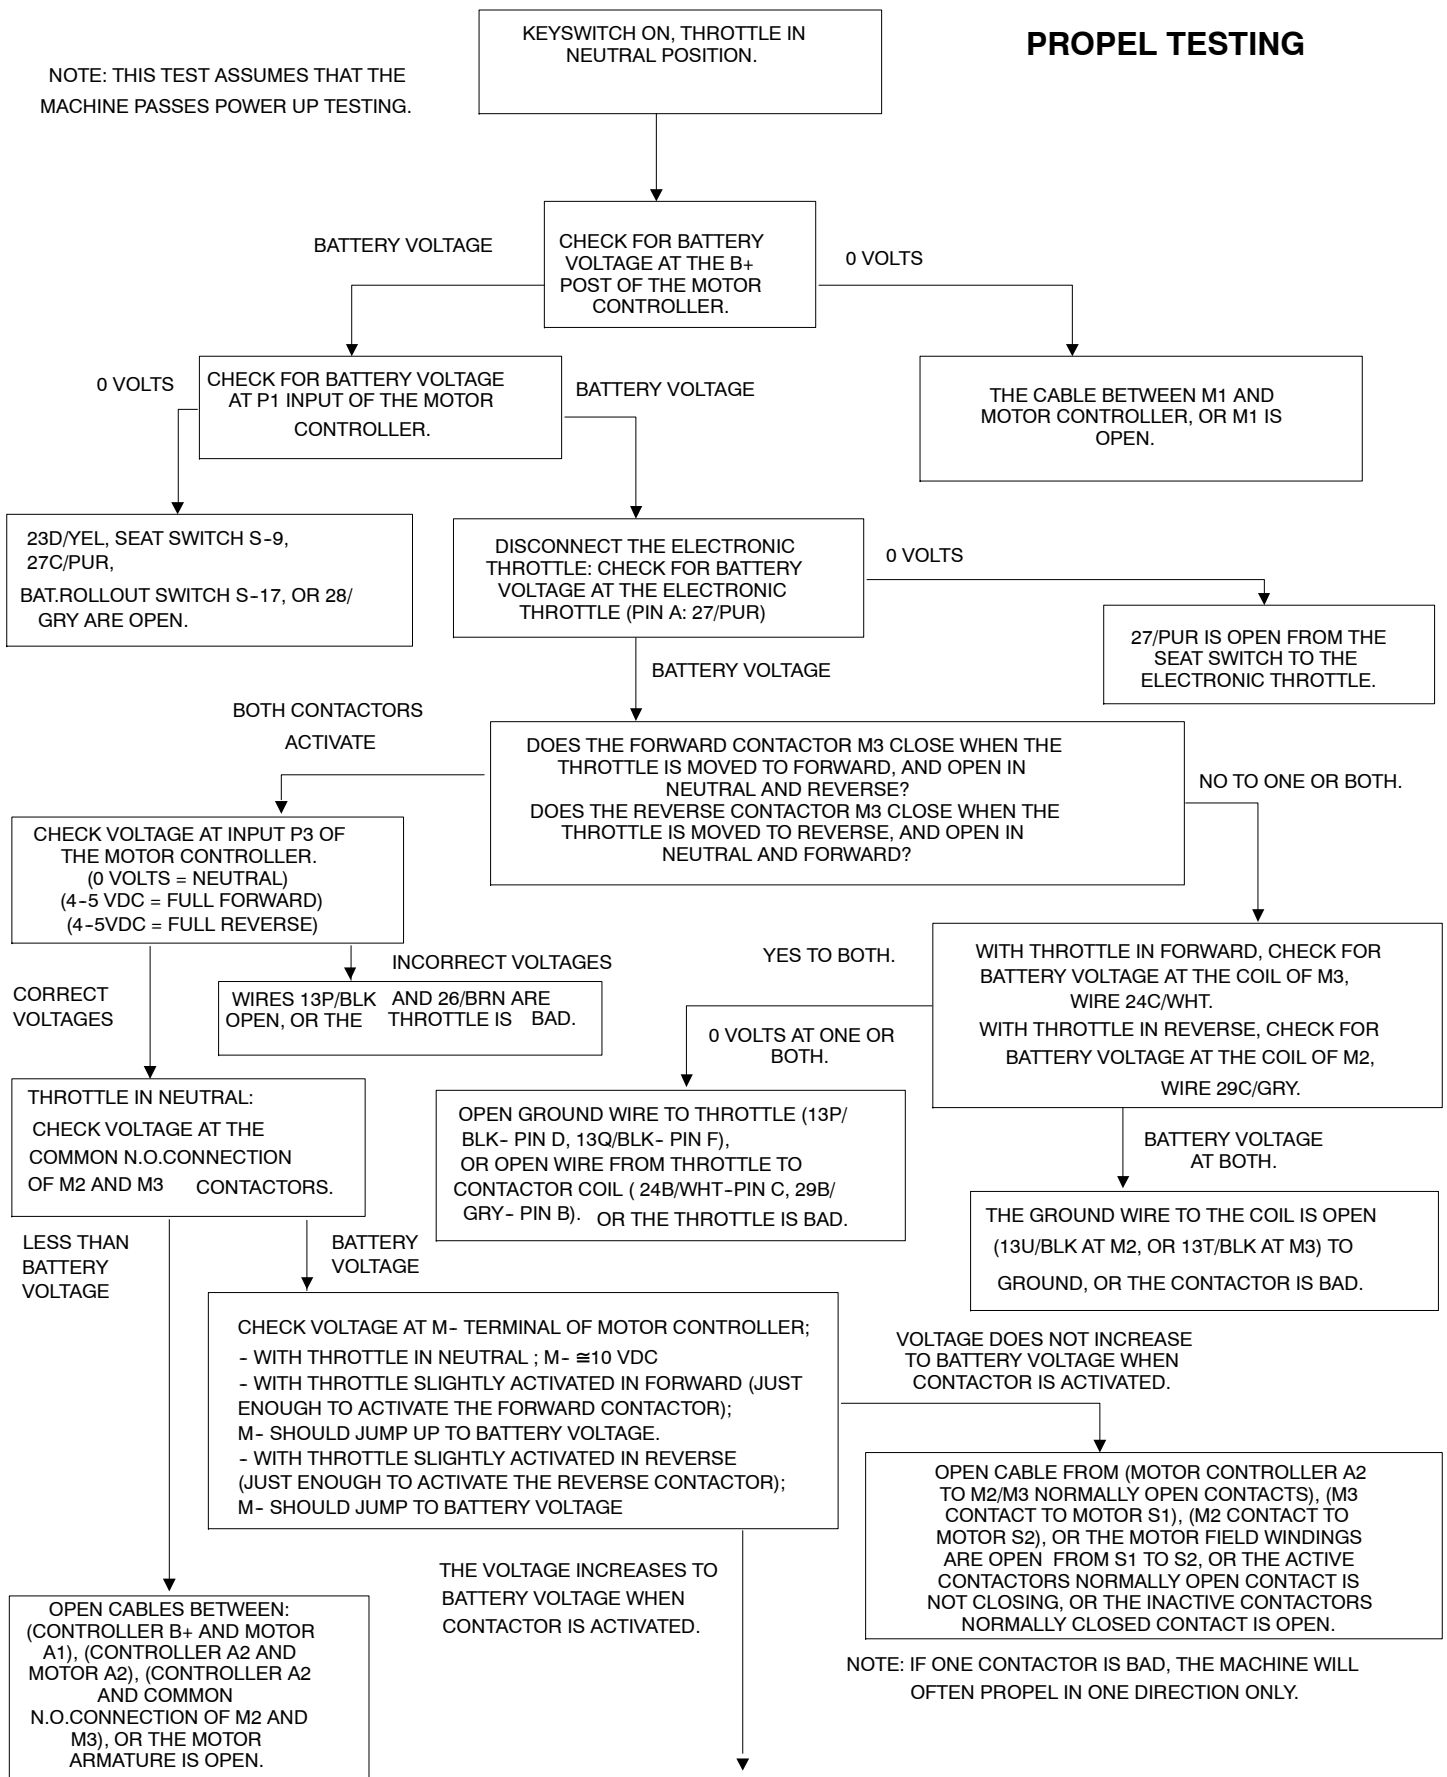 PROPEL TESTING
NOTE: THIS TEST ASSUMES THAT THE
MACHINE PASSES POWER UP TESTING.
KEYSWITCH ON, THROTTLE IN
NEUTRAL POSITION.
BATTERY VOLTAGE
CHECK FOR BATTERY
VOLTAGE AT THE B+
POST OF THE MOTOR
CONTROLLER.
0 VOLTS
0 VOLTS
CHECK FOR BATTERY VOLTAGE
AT P1 INPUT OF THE MOTOR
CONTROLLER.
BATTERY VOLTAGE
THE CABLE BETWEEN M1 AND
MOTOR CONTROLLER, OR M1 IS
OPEN.
23D/YEL, SEAT SWITCH S-9,
27C/PUR,
BAT.ROLLOUT SWITCH S-17, OR 28/
GRY ARE OPEN.
DISCONNECT THE ELECTRONIC
THROTTLE: CHECK FOR BATTERY
VOLTAGE AT THE ELECTRONIC
THROTTLE (PIN A: 27/PUR)
0 VOLTS
27/PUR IS OPEN FROM THE
SEAT SWITCH TO THE
ELECTRONIC THROTTLE.
BATTERY VOLTAGE
BOTH CONTACTORS
ACTIVATE
DOES THE FORWARD CONTACTOR M3 CLOSE WHEN THE
THROTTLE IS MOVED TO FORWARD, AND OPEN IN
NEUTRAL AND REVERSE?
DOES THE REVERSE CONTACTOR M3 CLOSE WHEN THE
THROTTLE IS MOVED TO REVERSE, AND OPEN IN
NEUTRAL AND FORWARD?
NO TO ONE OR BOTH.
CHECK VOLTAGE AT INPUT P3 OF
THE MOTOR CONTROLLER.
(0 VOLTS = NEUTRAL)
(4-5 VDC = FULL FORWARD)
(4-5VDC = FULL REVERSE)
CORRECT
VOLTAGES
INCORRECT VOLTAGES
WIRES 13P/BLK AND 26/BRN ARE
OPEN, OR THE THROTTLE IS BAD.
YES TO BOTH.
WITH THROTTLE IN FORWARD, CHECK FOR
BATTERY VOLTAGE AT THE COIL OF M3,
WIRE 24C/WHT.
WITH THROTTLE IN REVERSE, CHECK FOR
BATTERY VOLTAGE AT THE COIL OF M2,
WIRE 29C/GRY.
0 VOLTS AT ONE OR
BOTH.
THROTTLE IN NEUTRAL:
CHECK VOLTAGE AT THE
COMMON N.O.CONNECTION
OF M2 AND M3 CONTACTORS.
OPEN GROUND WIRE TO THROTTLE (13P/
BLK- PIN D, 13Q/BLK- PIN F),
OR OPEN WIRE FROM THROTTLE TO
CONTACTOR COIL ( 24B/WHT-PIN C, 29B/
GRY- PIN B). OR THE THROTTLE IS BAD.
BATTERY VOLTAGE
AT BOTH.
THE GROUND WIRE TO THE COIL IS OPEN
(13U/BLK AT M2, OR 13T/BLK AT M3) TO
GROUND, OR THE CONTACTOR IS BAD.
LESS THAN
BATTERY
VOLTAGE
BATTERY
VOLTAGE
CHECK VOLTAGE AT M- TERMINAL OF MOTOR CONTROLLER;
- WITH THROTTLE IN NEUTRAL ; M- ≅10 VDC
- WITH THROTTLE SLIGHTLY ACTIVATED IN FORWARD (JUST
ENOUGH TO ACTIVATE THE FORWARD CONTACTOR);
M- SHOULD JUMP UP TO BATTERY VOLTAGE.
- WITH THROTTLE SLIGHTLY ACTIVATED IN REVERSE
(JUST ENOUGH TO ACTIVATE THE REVERSE CONTACTOR);
M- SHOULD JUMP TO BATTERY VOLTAGE
VOLTAGE DOES NOT INCREASE
TO BATTERY VOLTAGE WHEN
CONTACTOR IS ACTIVATED.
OPEN CABLE FROM (MOTOR CONTROLLER A2
TO M2/M3 NORMALLY OPEN CONTACTS), (M3
CONTACT TO MOTOR S1), (M2 CONTACT TO
MOTOR S2), OR THE MOTOR FIELD WINDINGS
ARE OPEN FROM S1 TO S2, OR THE ACTIVE
CONTACTORS NORMALLY OPEN CONTACT IS
NOT CLOSING, OR THE INACTIVE CONTACTORS
NORMALLY CLOSED CONTACT IS OPEN.
THE VOLTAGE INCREASES TO
BATTERY VOLTAGE WHEN
CONTACTOR IS ACTIVATED.
OPEN CABLES BETWEEN:
(CONTROLLER B+ AND MOTOR
A1), (CONTROLLER A2 AND
MOTOR A2), (CONTROLLER A2
AND COMMON
N.O.CONNECTION OF M2 AND
M3), OR THE MOTOR
ARMATURE IS OPEN.
NOTE: IF ONE CONTACTOR IS BAD, THE MACHINE WILL
OFTEN PROPEL IN ONE DIRECTION ONLY.